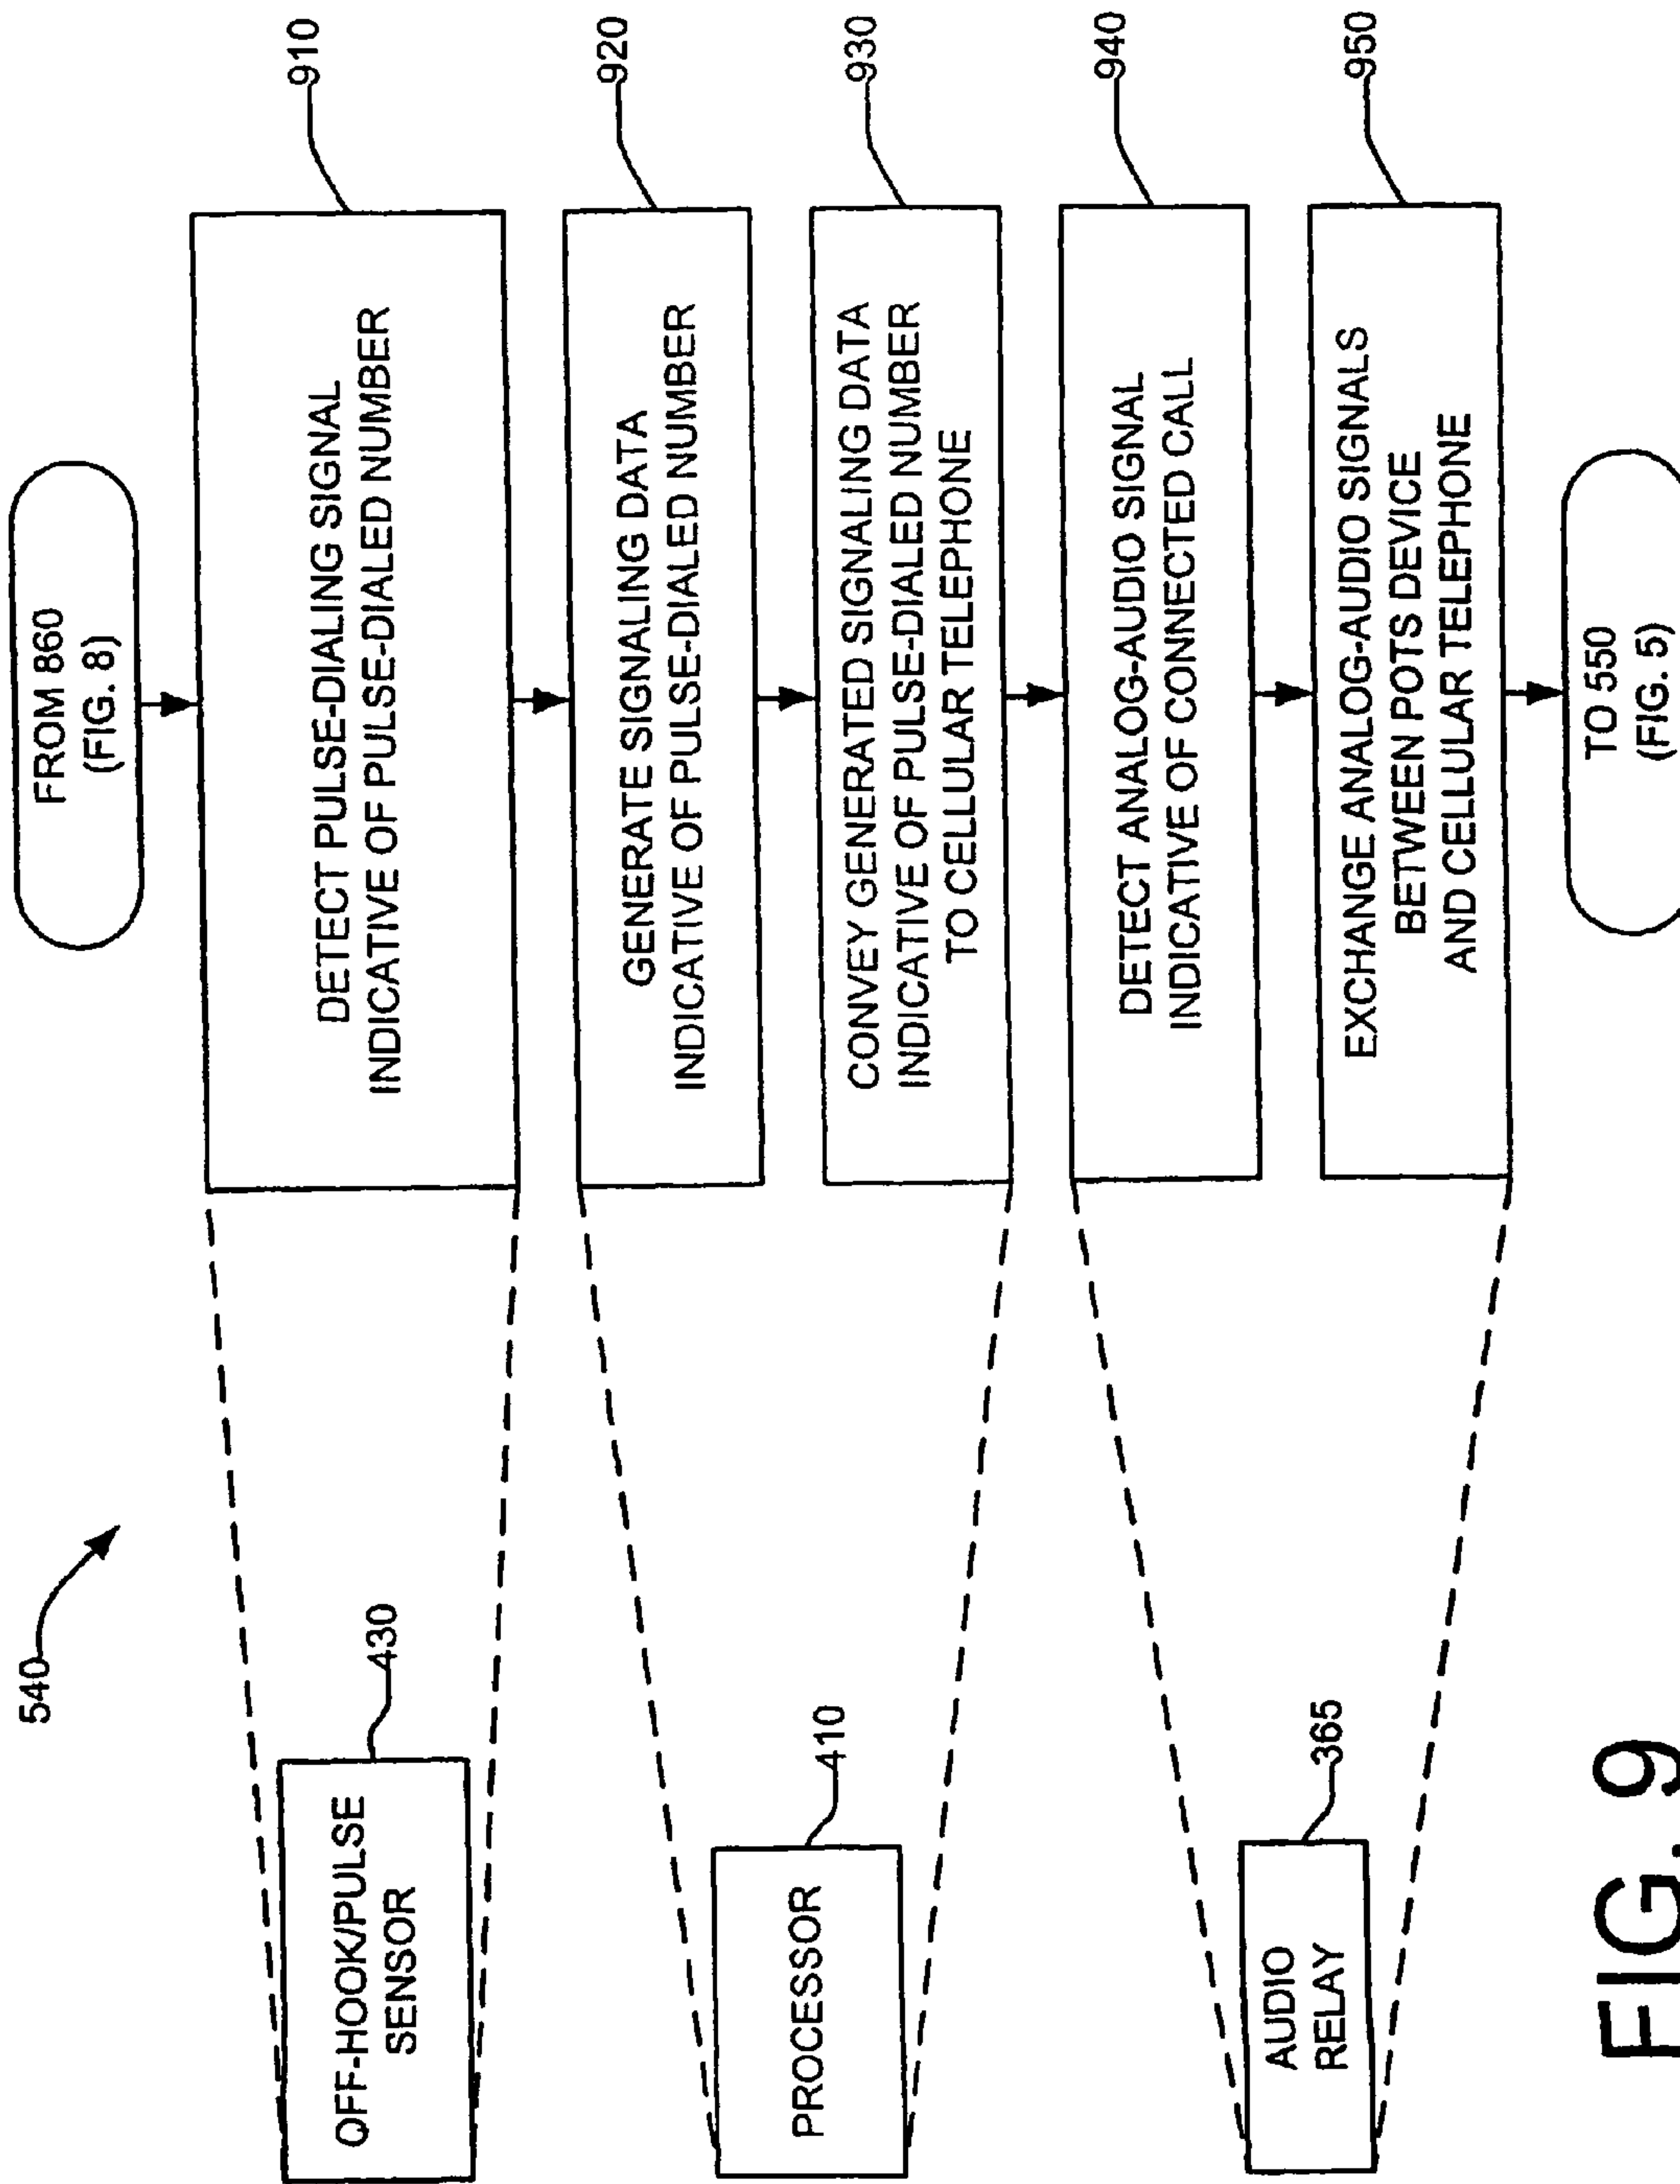 540
FROM 860
(FIG. 8)
OFF-HOOK/PULSE
SENSOR
430
DETECT PULSE-DIALING SIGNAL
INDICATIVE OF PULSE-DIALED NUMBER
910
GENERATE SIGNALING DATA
INDICATIVE OF PULSE-DIALED NUMBER
920
PROCESSOR
410
CONVEY GENERATED SIGNALING DATA
INDICATIVE OF PULSE-DIALED NUMBER
TO CELLULAR TELEPHONE
930
DETECT ANALOG-AUDIO SIGNAL
INDICATIVE OF CONNECTED CALL
940
AUDIO
RELAY
365
EXCHANGE ANALOG-AUDIO SIGNALS
BETWEEN POTS DEVICE
AND CELLULAR TELEPHONE
950
TO 550
(FIG. 5)
FIG. 9